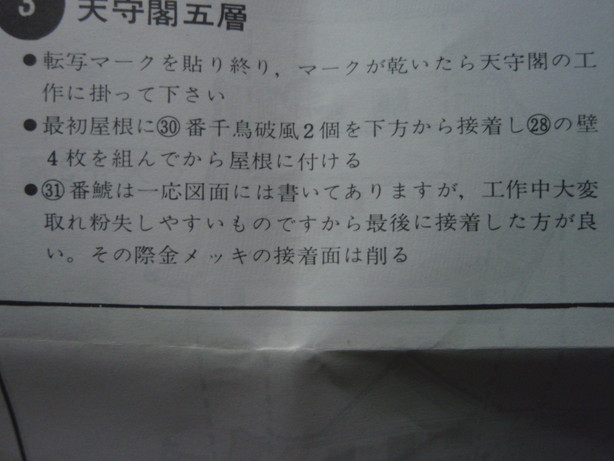 3 天守閣五層
●転写マークを貼り終り，マークが乾いたら天守閣の工
作に掛って下さい
●最初屋根に㉚番千鳥破風2個を下方から接着し㉘の壁
4枚を組んでから屋根に付ける
●㉛番鯱は一応図面には書いてありますが，工作中大変
取れ粉失しやすいものですから最後に接着した方が良
い。その際金メッキの接着面は削る